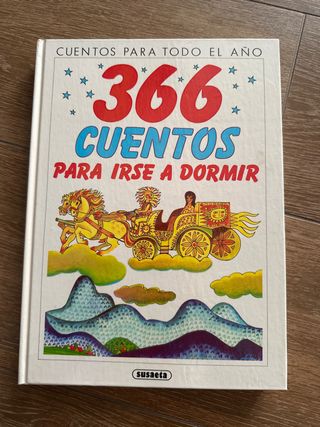 CUENTOS PARA TODO EL AÑO
366
CUENTOS
PARA IRSE A DORMIR
susaeta